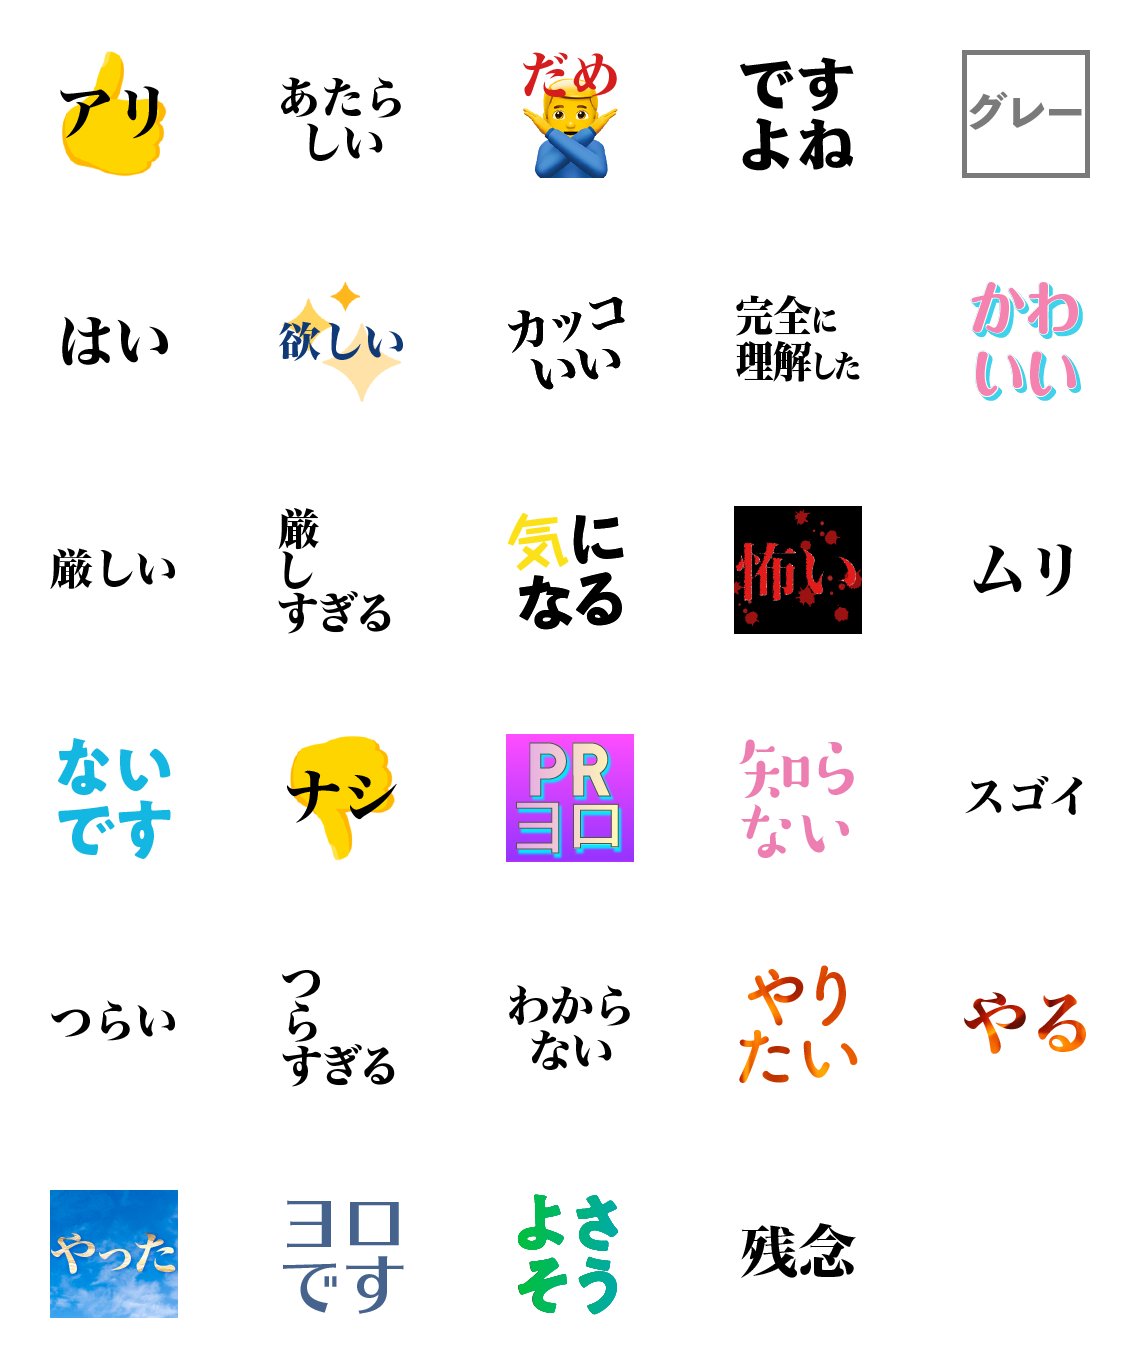 アリ
あたら
しい
だめ
です
よね
グレー
はい
欲しい
カッコ
いい
完全に
理解した
かわ
いい
厳しい
厳
し
すぎる
気に
なる
怖い
ムリ
ない
です
ナシ
PR
ヨロ
知ら
ない
スゴイ
つらい
つ
ら
すぎる
わから
ない
やり
たい
やる
やった
ヨロ
です
よさ
そう
残念